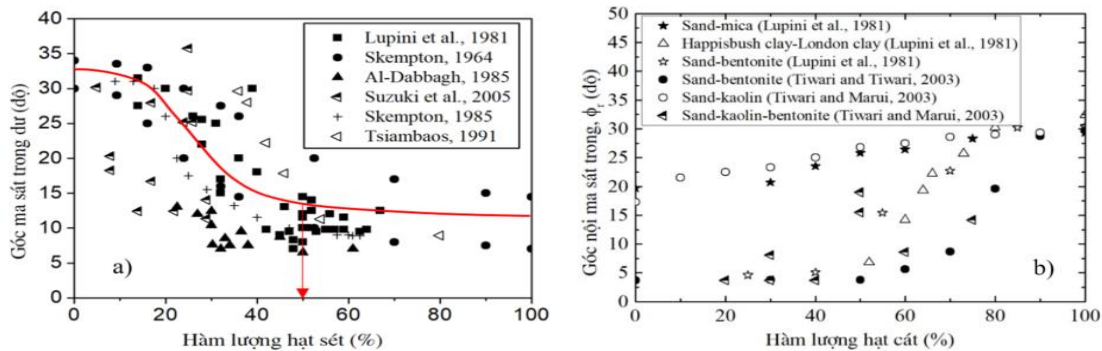 40
35
30
25
20
15
10
5
0
Góc ma sát trong dư (độ)
Lupini et al., 1981
Skempton, 1964
Al-Dabbagh, 1985
Suzuki et al., 2005
Skempton, 1985
Tsiambaos, 1991
a)
0 20 40 60 80 100
Hàm lượng hạt sét (%)
50
45
40
35
30
25
20
15
10
5
0
Góc nội ma sát trong, ϕr (độ)
Sand-mica (Lupini et al., 1981)
Happisbush clay-London clay (Lupini et al., 1981)
Sand-bentonite (Lupini et al., 1981)
Sand-bentonite (Tiwari and Tiwari, 2003)
Sand-kaolin (Tiwari and Marui, 2003)
Sand-kaolin-bentonite (Tiwari and Marui, 2003)
b)
0 20 40 60 80 100
Hàm lượng hạt cát (%)